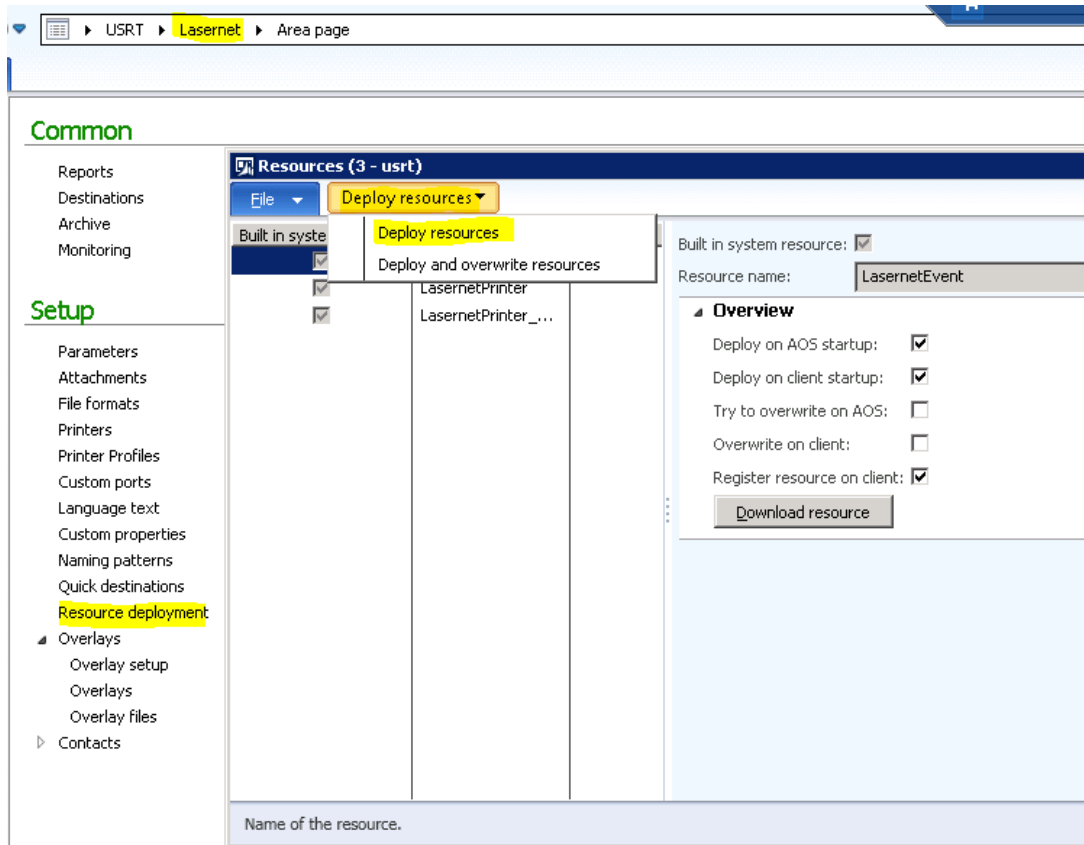 USRT Lasernet Area page
Common
Reports
Destinations
Archive
Monitoring
Setup
Parameters
Attachments
File formats
Printers
Printer Profiles
Custom ports
Language text
Custom properties
Naming patterns
Quick destinations
Resource deployment
Overlays
Overlay setup
Overlays
Overlay files
Contacts
Resources (3 - usrt)
File Deploy resources
Deploy resources
Deploy and overwrite resources
Built in syste
LasernetPrinter
LasernetPrinter_...
Built in system resource:
Resource name: LasernetEvent
Overview
Deploy on AOS startup:
Deploy on client startup:
Try to overwrite on AOS:
Overwrite on client:
Register resource on client:
Download resource
Name of the resource.